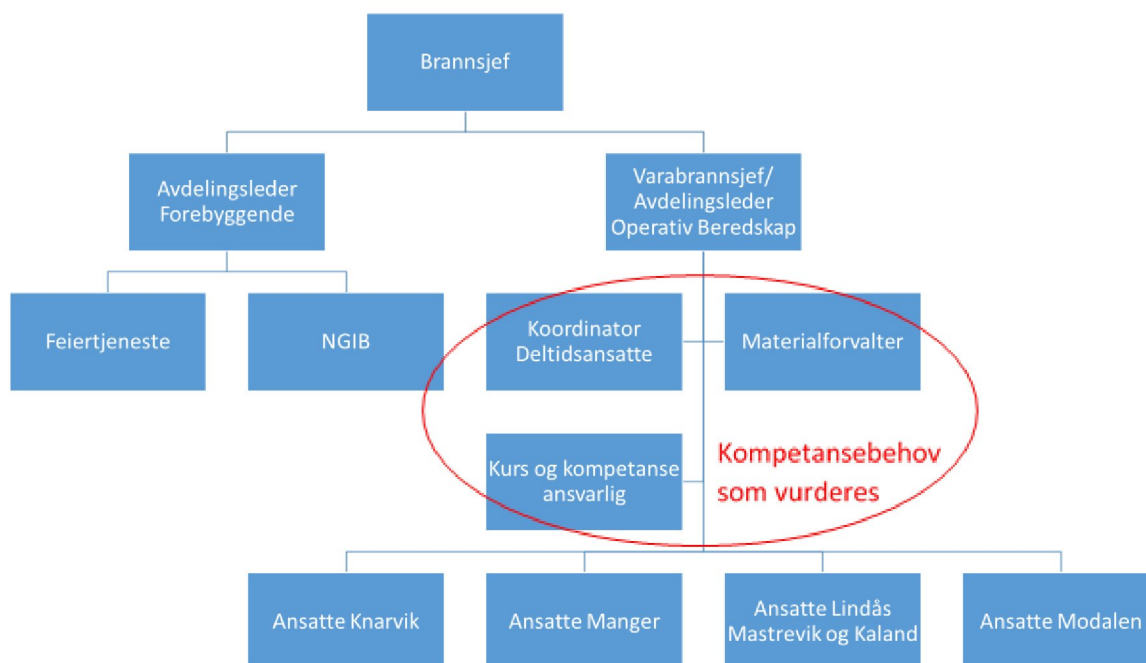 Brannsjef
Avdelingsleder
Forebyggende
Varabrannsjef/
Avdelingsleder
Operativ Beredskap
Feiertjeneste
NGIB
Koordinator
Deltidsansatte
Materialforvalter
Kurs og kompetanse
ansvarlig
Kompetansebehov
som vurderes
Ansatte Knarvik
Ansatte Manger
Ansatte Lindås
Mastrevik og Kaland
Ansatte Modalen